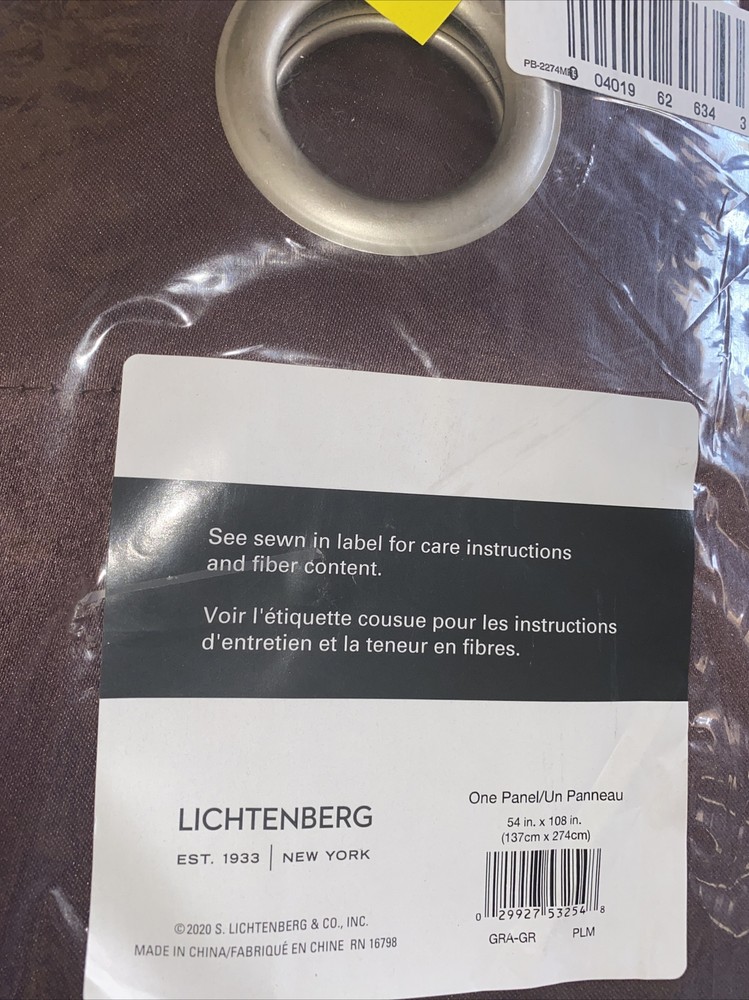 04019 62 634 3
See sewn in label for care instructions
and fiber content.
Voir l'étiquette cousue pour les instructions
d'entretien et la teneur en fibres.
LICHTENBERG
EST. 1933 | NEW YORK
©2020 S. LICHTENBERG & CO., INC.
MADE IN CHINA/FABRIQUÉ EN CHINE RN 16798
One Panel/Un Panneau
54 in. x 108 in.
(137cm x 274cm)
0 29927 53254 8
GRA-GR PLM